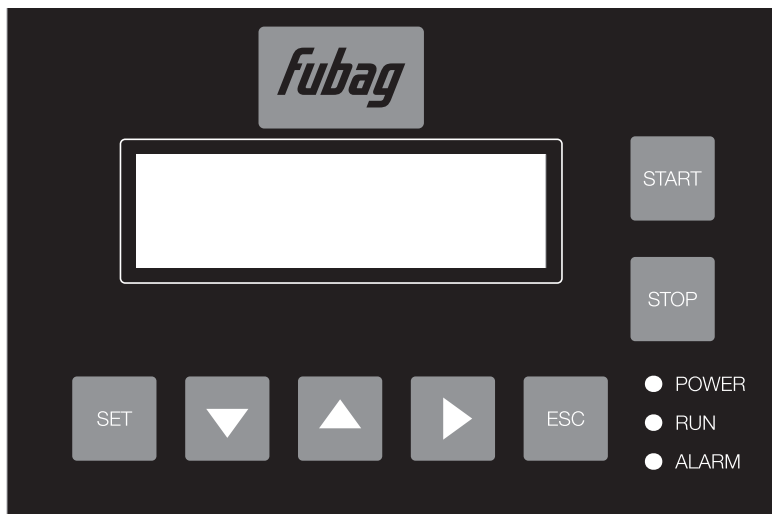 fubag
START
STOP
POWER
RUN
ALARM
SET
ESC